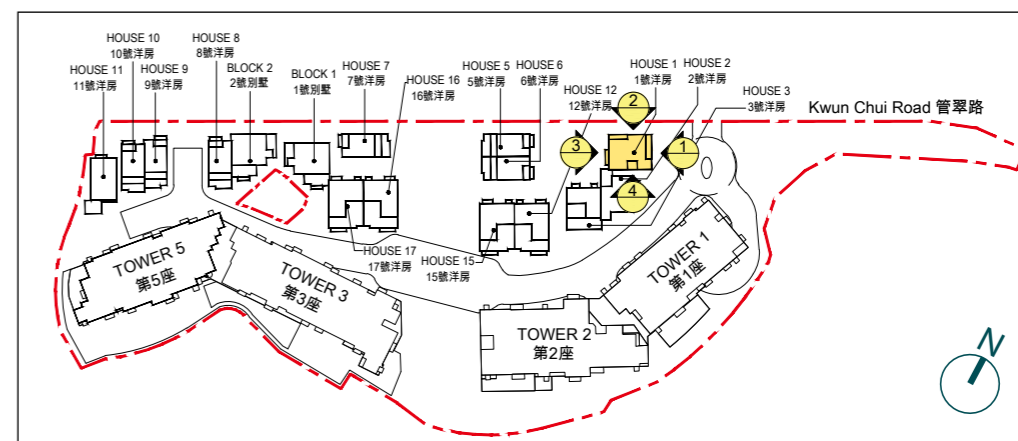 HOUSE 10
10號洋房
HOUSE 11
11號洋房
HOUSE 9
9號洋房
HOUSE 8
8號洋房
BLOCK 2
2號別墅
BLOCK 1
1號別墅
HOUSE 7
7號洋房
HOUSE 16
16號洋房
HOUSE 5
5號洋房
HOUSE 6
6號洋房
HOUSE 12
12號洋房
HOUSE 1
1號洋房
HOUSE 2
2號洋房
HOUSE 3
3號洋房
Kwun Chui Road 管翠路
2
3
1
4
HOUSE 17
17號洋房
HOUSE 15
15號洋房
TOWER 5
第5座
TOWER 3
第3座
TOWER 2
第2座
TOWER 1
第1座
N